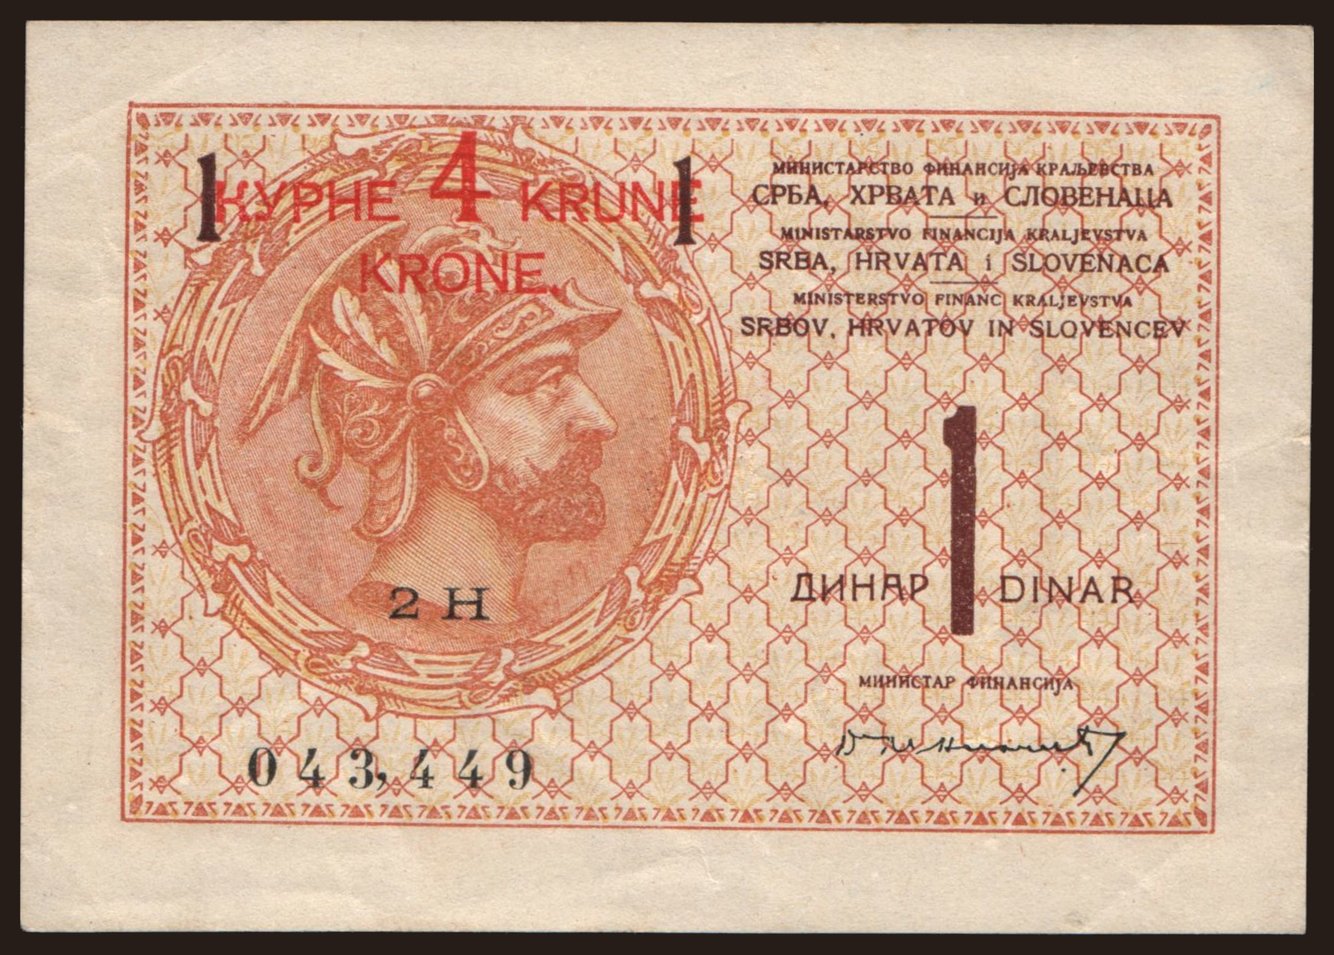 1 КУРНЕ 4 KRUNE 1
KRONE.
МИНИСТАРСТВО ФИНАНСИЈА КРАЉЕВСТВА
СРБА, ХРВАТА и СЛОВЕНАЦА
MINISTARSTVO FINANCIJA KRALJEVSTVA
SRBA, HRVATA i SLOVENACA
MINISTERSTVO FINANC KRALJEVSTVA
SRBOV, HRVATOV IN SLOVENCEV
ДИНАР 1 DINAR
2 H
МИНИСТАР ФИНАНСИЈА
043,449